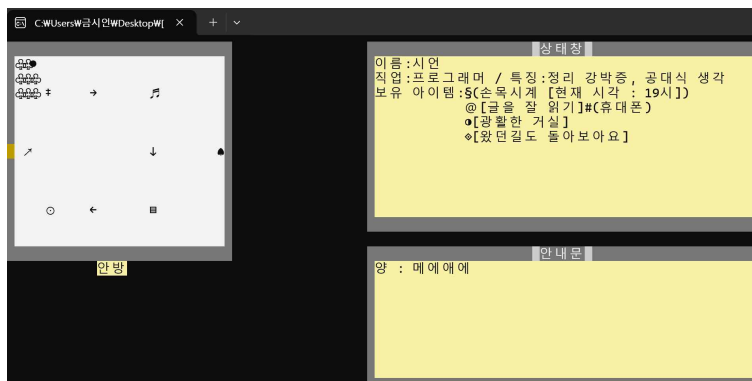 C:₩Users₩금시언₩Desktop₩[
상태창
이름:시언
직업:프로그래머 / 특징:정리 강박증, 공대식 생각
보유 아이템:§(손목시계 [현재 시각 : 19시])
@[글을 잘 읽기]#(휴대폰)
◑[광활한 거실]
◈[왔던길도 돌아보아요]
안방
안내문
양 : 메에애에